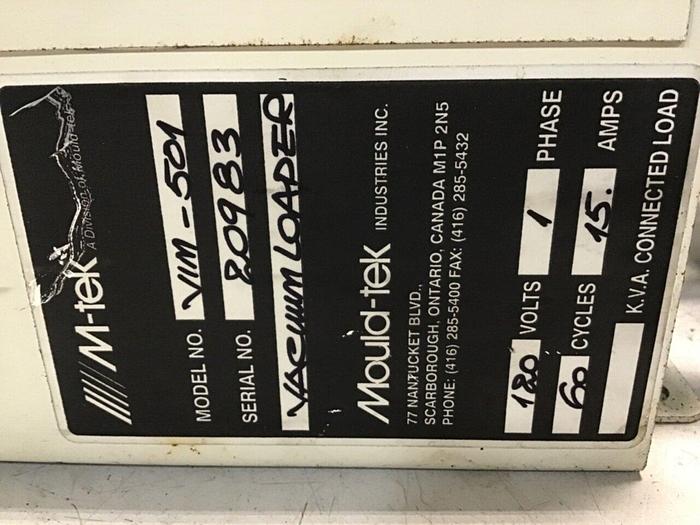 M-tek
A Division of Mould-tek
MODEL NO. VIM-501
SERIAL NO. 20983
VACUUM LOADER
Mould-tek INDUSTRIES INC.
77 NANTUCKET BLVD.,
SCARBOROUGH, ONTARIO, CANADA M1P 2N5
PHONE: (416) 285-5400 FAX: (416) 285-5432
120 VOLTS 1 PHASE
60 CYCLES 15. AMPS
K.V.A. CONNECTED LOAD